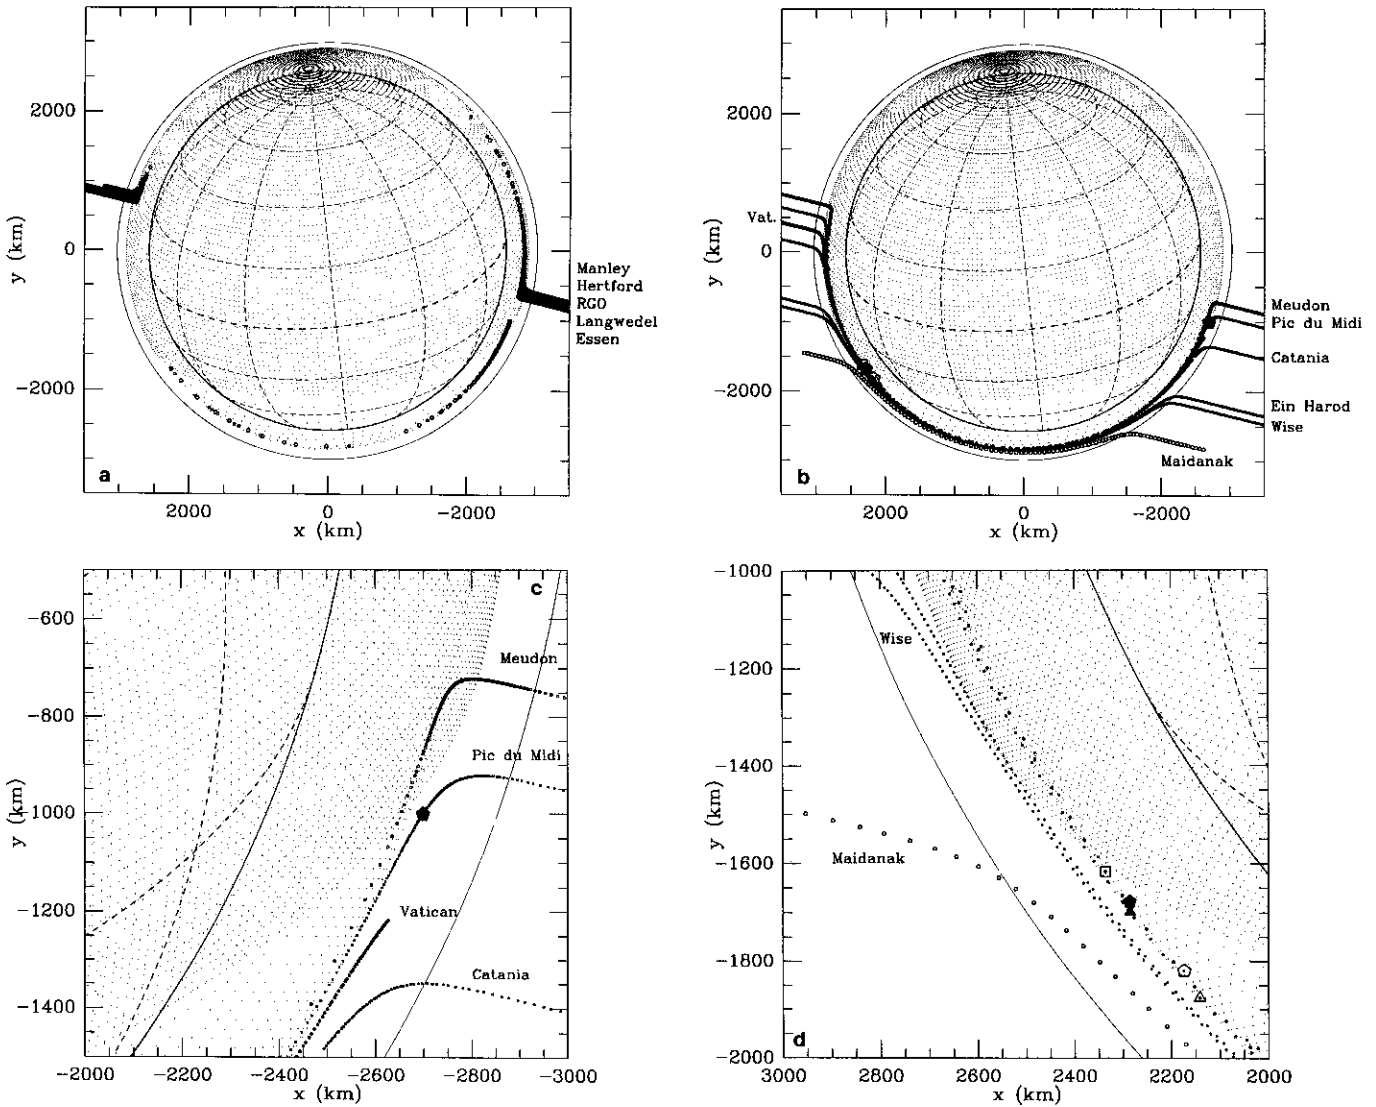 2000
0
-2000
y (km)
2000
0
-2000
x (km)
Manley
Hertford
RGO
Langwedel
Essen
a
2000
0
-2000
y (km)
2000
0
-2000
x (km)
Vat.
Meudon
Pic du Midi
Catania
Ein Harod
Wise
Maidanak
b
-600
-800
-1000
-1200
-1400
y (km)
-2000
-2200
-2400
-2600
-2800
-3000
x (km)
c
Meudon
Pic du Midi
Vatican
Catania
-1000
-1200
-1400
-1600
-1800
-2000
y (km)
3000
2800
2600
2400
2200
2000
x (km)
Wise
Maidanak
d